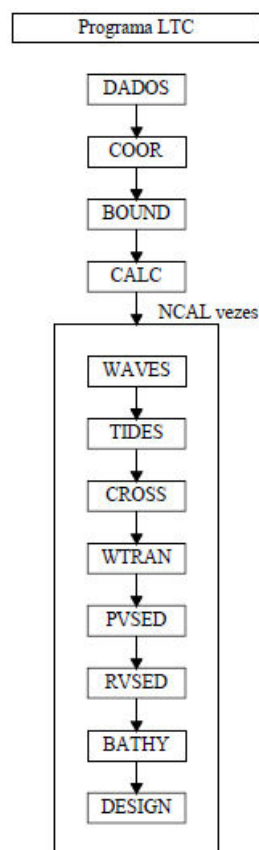 Programa LTC
DADOS
COOR
BOUND
CALC
NCAL vezes
WAVES
TIDES
CROSS
WTRAN
PVSED
RVSED
BATHY
DESIGN